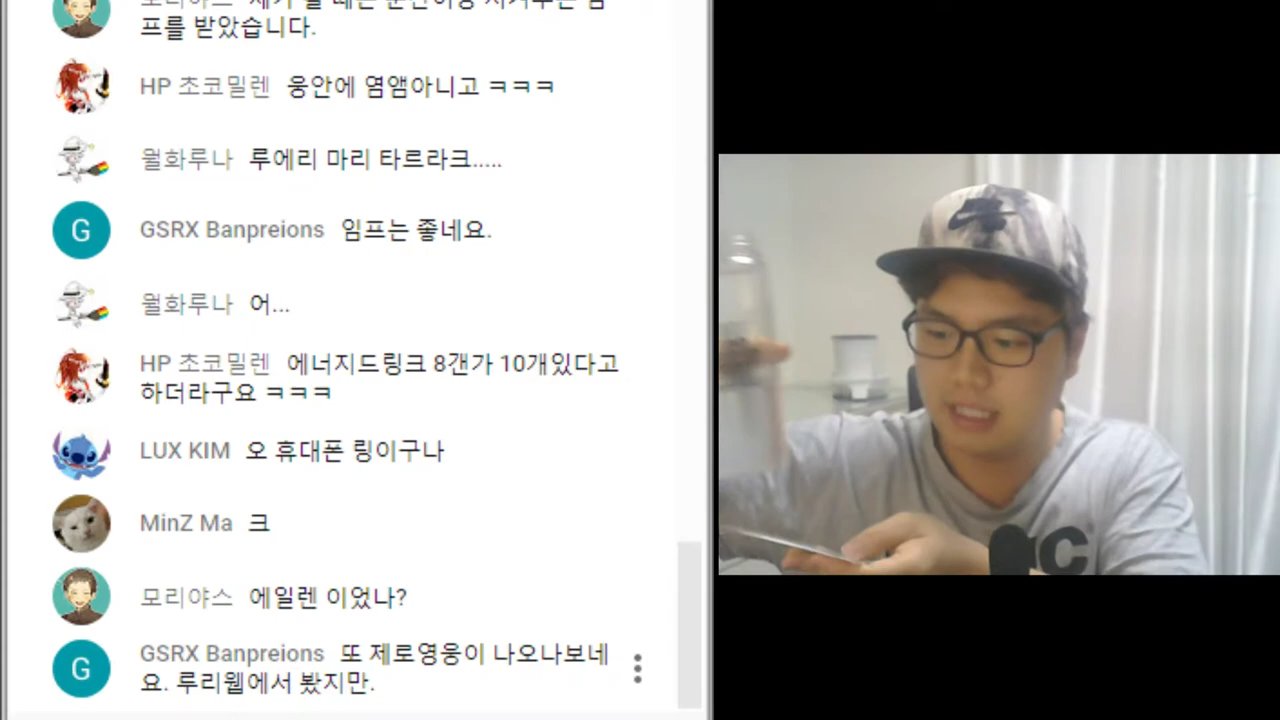 프를 받았습니다.
HP 초코밀렌 웅안에 염앰아니고 ㅋㅋㅋ
월화루나 루에리 마리 타르라크.....
GSRX Banpreions 임프는 좋네요.
월화루나 어...
HP 초코밀렌 에너지드링크 8갠가 10개있다고
하더라구요 ㅋㅋㅋ
LUX KIM 오 휴대폰 링이구나
MinZ Ma 크
모리야스 에일렌 이었나?
G
GSRX Banpreions 또 제로영웅이 나오나보네
요. 루리웹에서 봤지만.